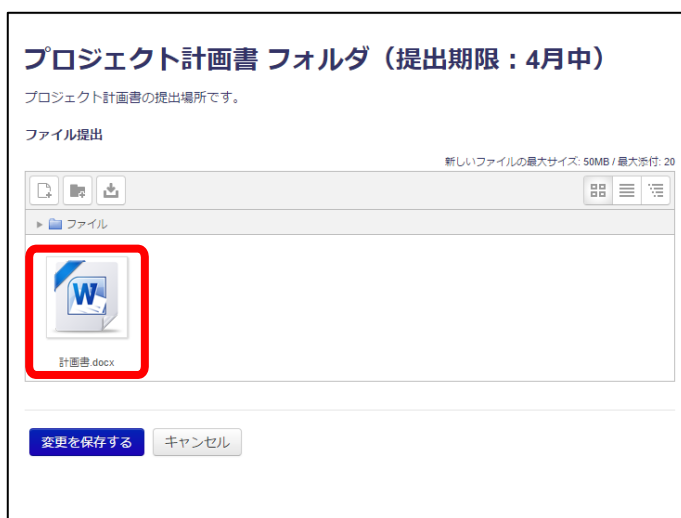 プロジェクト計画書 フォルダ（提出期限：4月中）
プロジェクト計画書の提出場所です。
ファイル提出
新しいファイルの最大サイズ: 50MB / 最大添付: 20
ファイル
W
計画書.docx
変更を保存する キャンセル